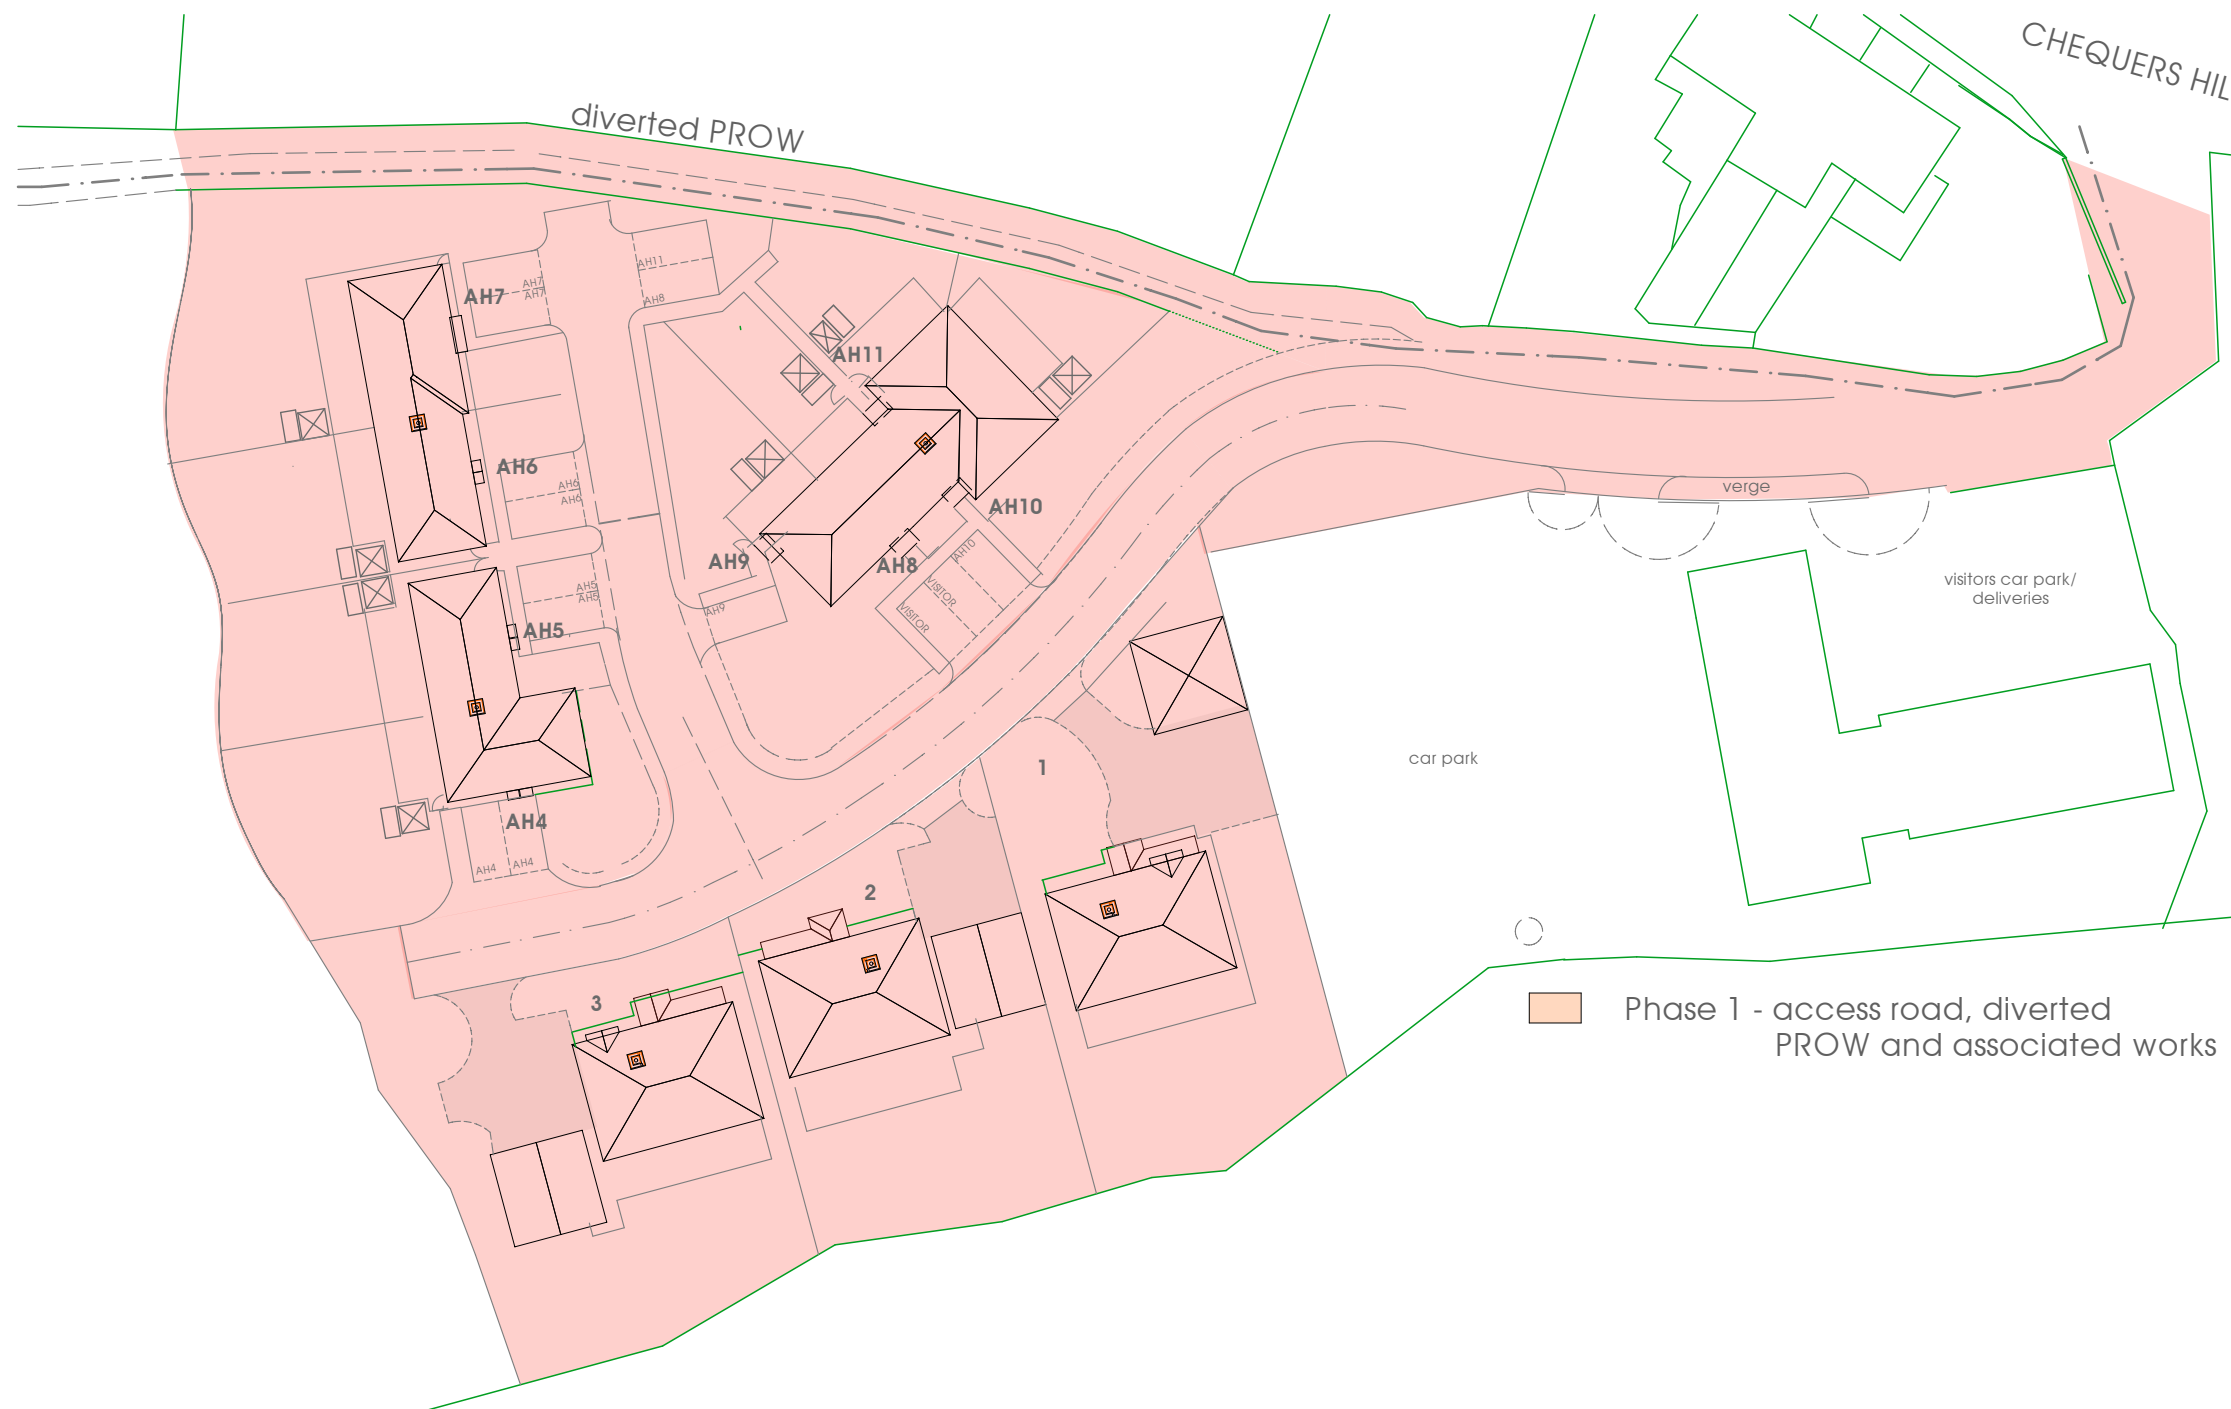 CHEQUERS HIL
diverted PROW
AH11
AH7
AH7
AH7
AH8
AH11
AH6
AH6
AH6
AH10
AH9
AH8
AH10
AH5
AH5
AH5
VISITOR
VISITOR
AH9
verge
visitors car park/
deliveries
car park
1
AH4
AH4
AH4
2
3
Phase 1 - access road, diverted
PROW and associated works